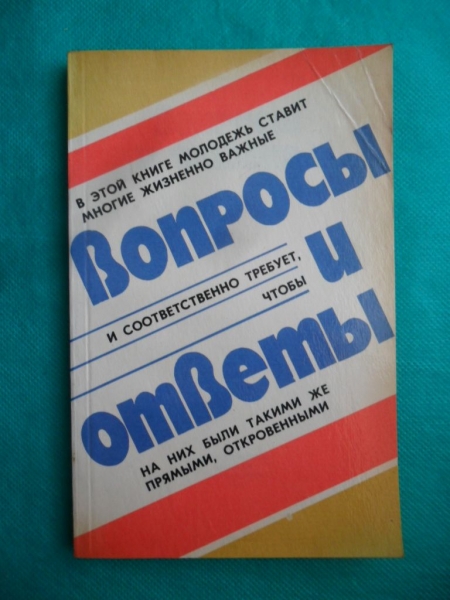 В ЭТОЙ КНИГЕ МОЛОДЕЖЬ СТАВИТ
МНОГИЕ ЖИЗНЕННО ВАЖНЫЕ
Вопросы
И СООТВЕТСТВЕННО ТРЕБУЕТ,
ЧТОБЫ
и
ответы
НА НИХ БЫЛИ ТАКИМИ ЖЕ
ПРЯМЫМИ, ОТКРОВЕННЫМИ